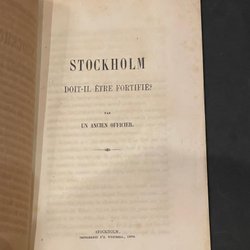 STOCKHOLM
DOIT-IL ÊTRE FORTIFIÉ?
PAR
UN ANCIEN OFFICIER.
STOCKHOLM,